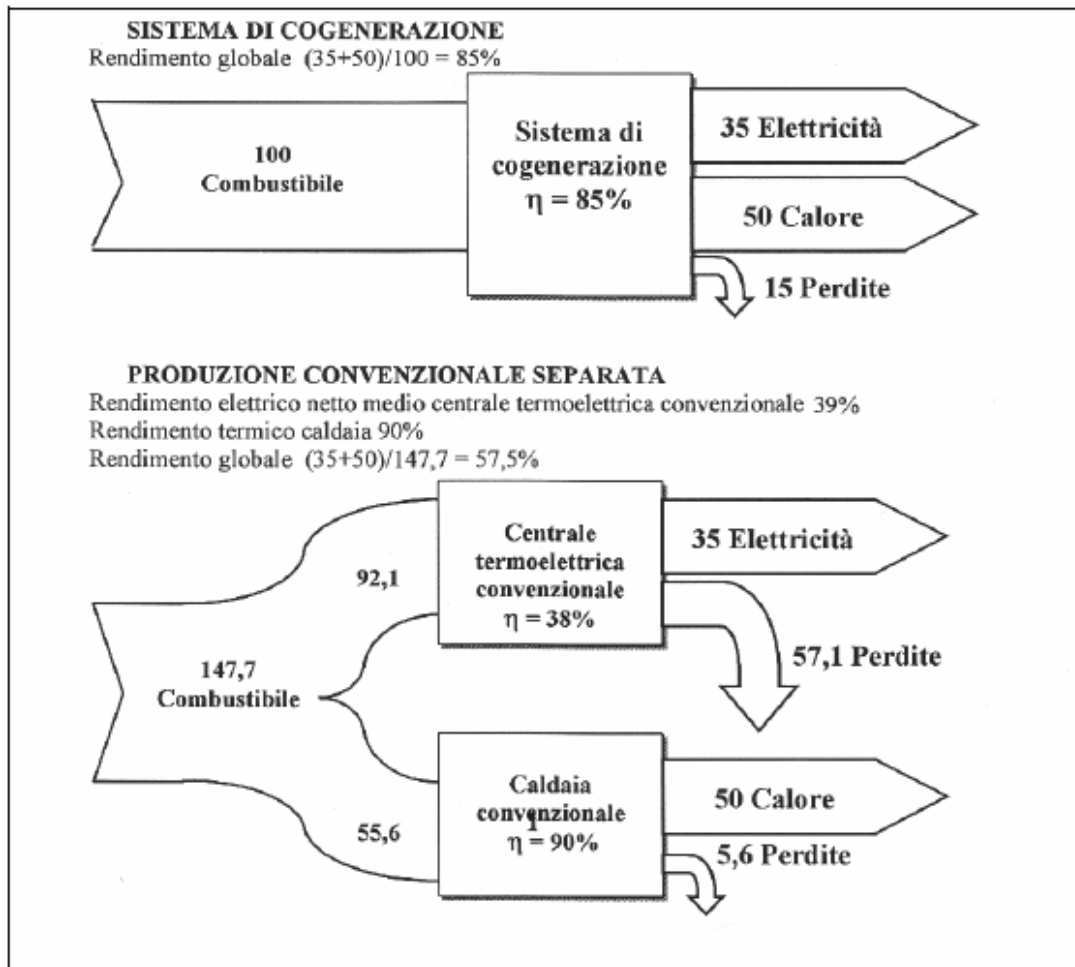 SISTEMA DI COGENERAZIONE
Rendimento globale (35+50)/100 = 85%
100
Combustibile
Sistema di
cogenerazione
η = 85%
35 Elettricità
50 Calore
15 Perdite
PRODUZIONE CONVENZIONALE SEPARATA
Rendimento elettrico netto medio centrale termoelettrica convenzionale 39%
Rendimento termico caldaia 90%
Rendimento globale (35+50)/147,7 = 57,5%
92,1
147,7
Combustibile
55,6
Centrale
termoelettrica
convenzionale
η = 38%
35 Elettricità
57,1 Perdite
Caldaia
convenzionale
1
η = 90%
50 Calore
5,6 Perdite